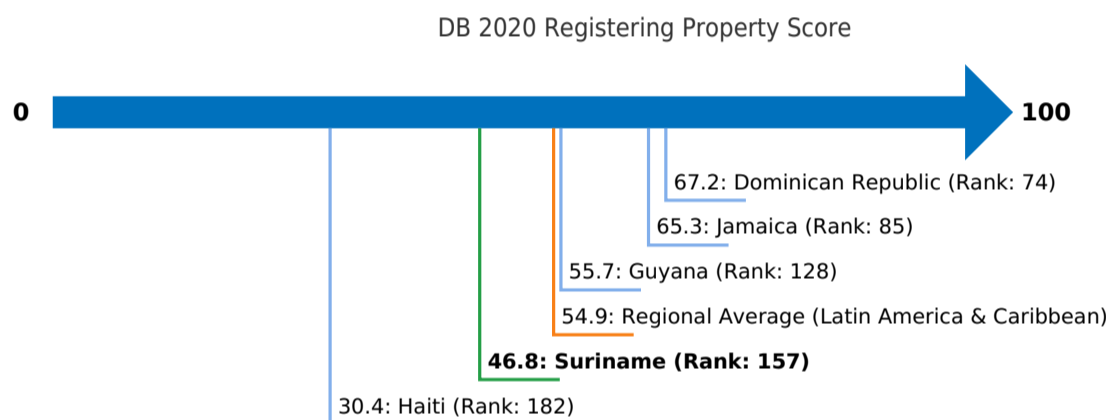 DB 2020 Registering Property Score
0
100
67.2: Dominican Republic (Rank: 74)
65.3: Jamaica (Rank: 85)
55.7: Guyana (Rank: 128)
54.9: Regional Average (Latin America & Caribbean)
46.8: Suriname (Rank: 157)
30.4: Haiti (Rank: 182)